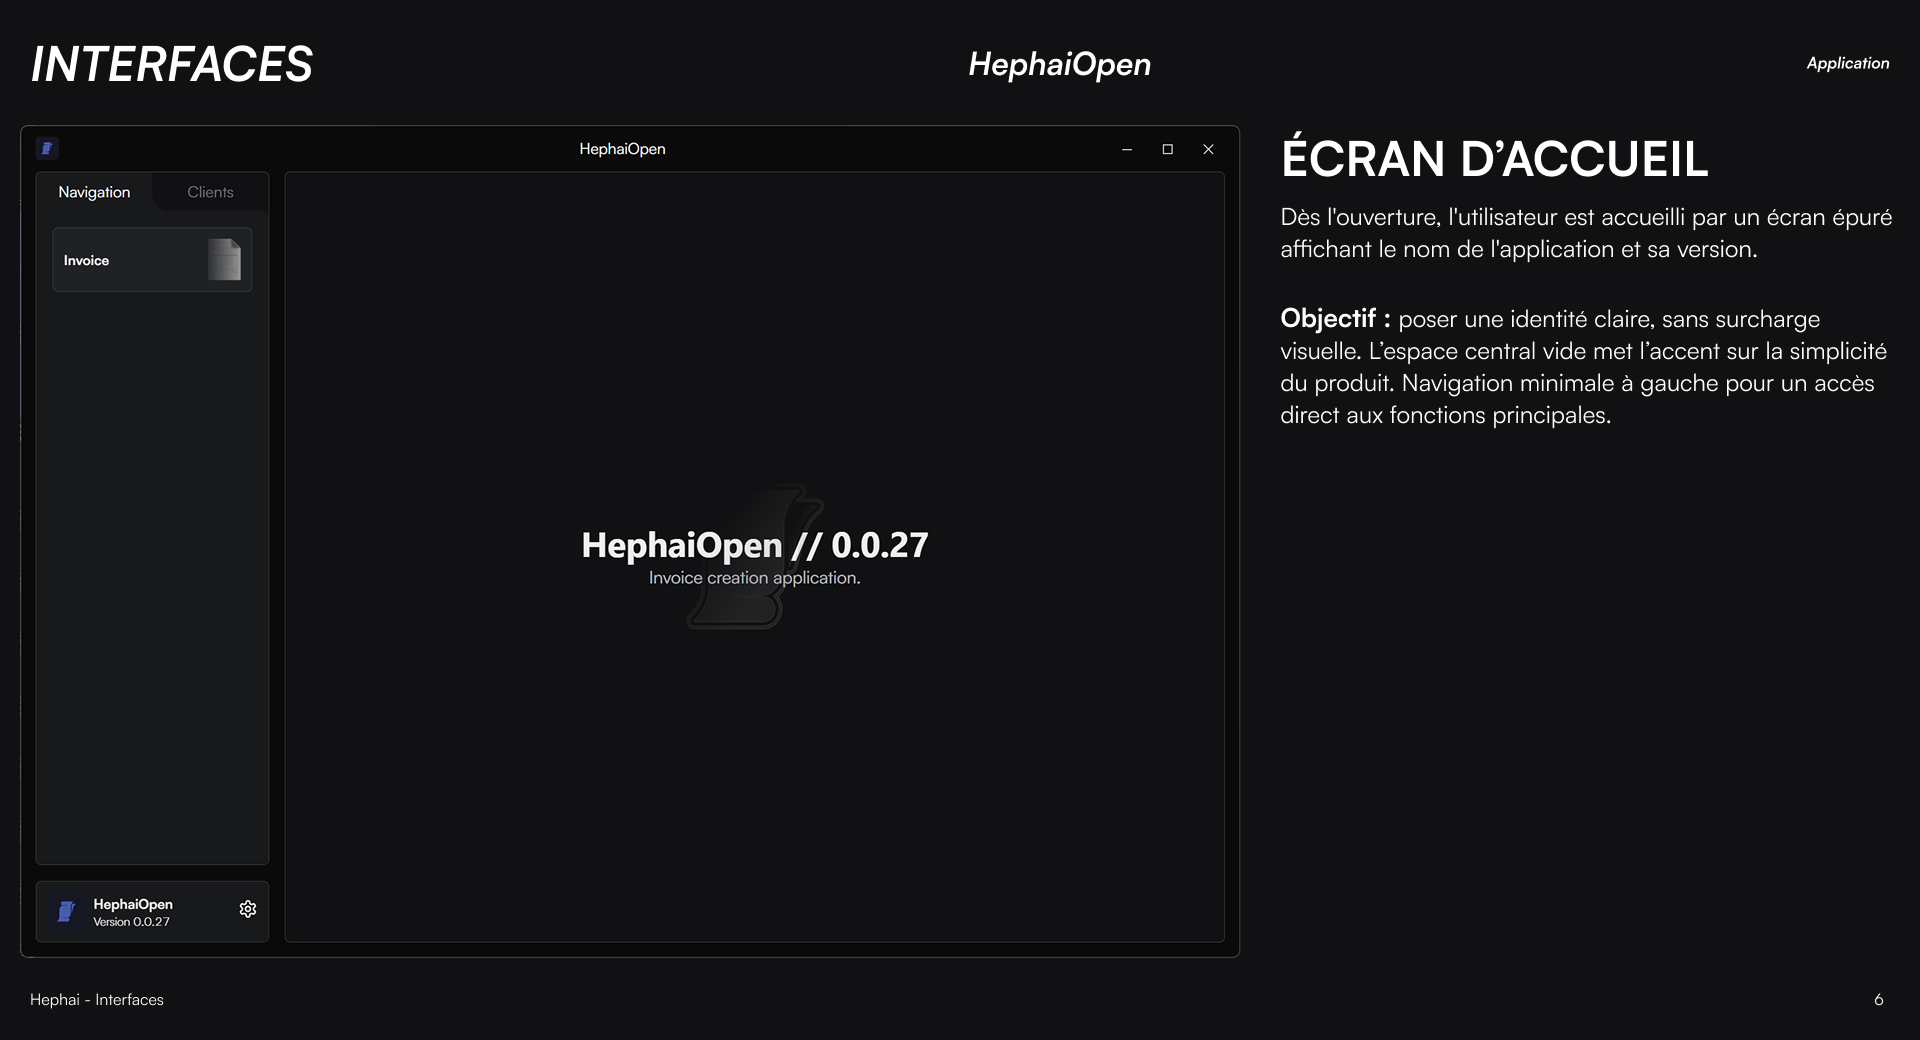 INTERFACES
HephaiOpen
Application
HephaiOpen
Navigation
Clients
Invoice
HephaiOpen // 0.0.27
Invoice creation application.
HephaiOpen
Version 0.0.27
ÉCRAN D’ACCUEIL
Dès l'ouverture, l'utilisateur est accueilli par un écran épuré
affichant le nom de l'application et sa version.
Objectif : poser une identité claire, sans surcharge
visuelle. L’espace central vide met l’accent sur la simplicité
du produit. Navigation minimale à gauche pour un accès
direct aux fonctions principales.
Hephai - Interfaces
6